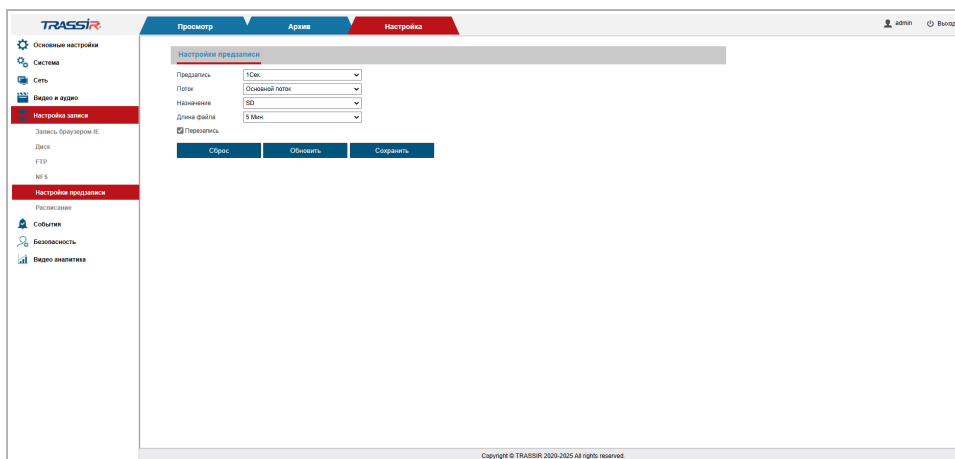 TRASSIR
Просмотр
Архив
Настройка
admin
Выход
Основные настройки
Система
Сеть
Видео и аудио
Настройка записи
Запись браузером IE
Диск
FTP
NFS
Настройки предзаписи
Расписание
События
Безопасность
Видео аналитика
Настройки предзаписи
Предзапись 1Сек.
Поток Основной поток
Назначение SD
Длина файла 5 Мин.
Перезапись
Сброс Обновить Сохранить
Copyright © TRASSIR 2020-2025 All rights reserved.